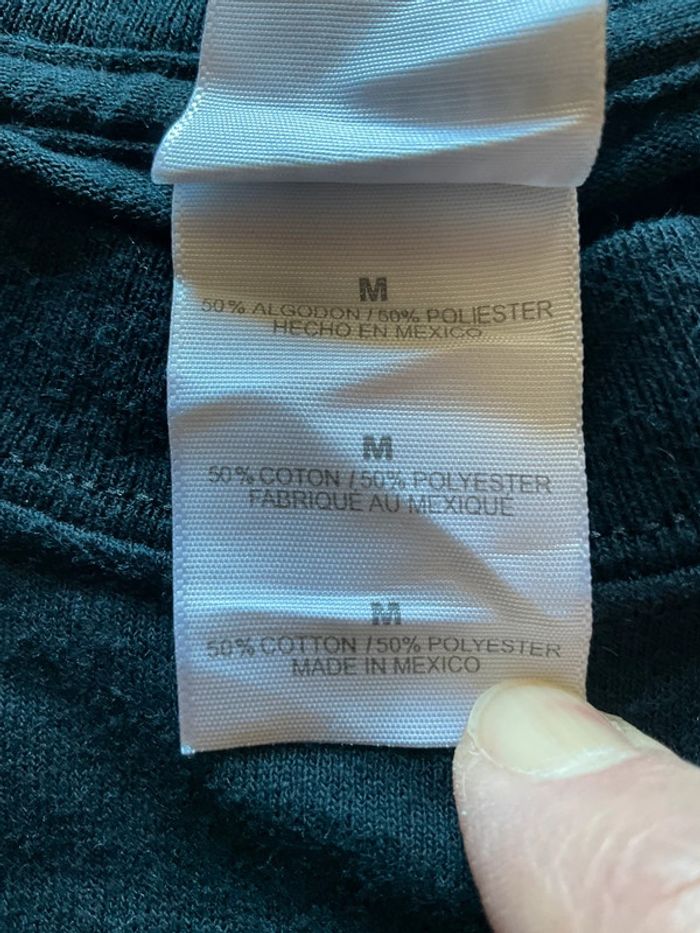 M
50% ALGODON / 50% POLIESTER
HECHO EN MEXICO
M
50% COTON / 50% POLYESTER
FABRIQUÉ AU MEXIQUE
M
50% COTTON / 50% POLYESTER
MADE IN MEXICO